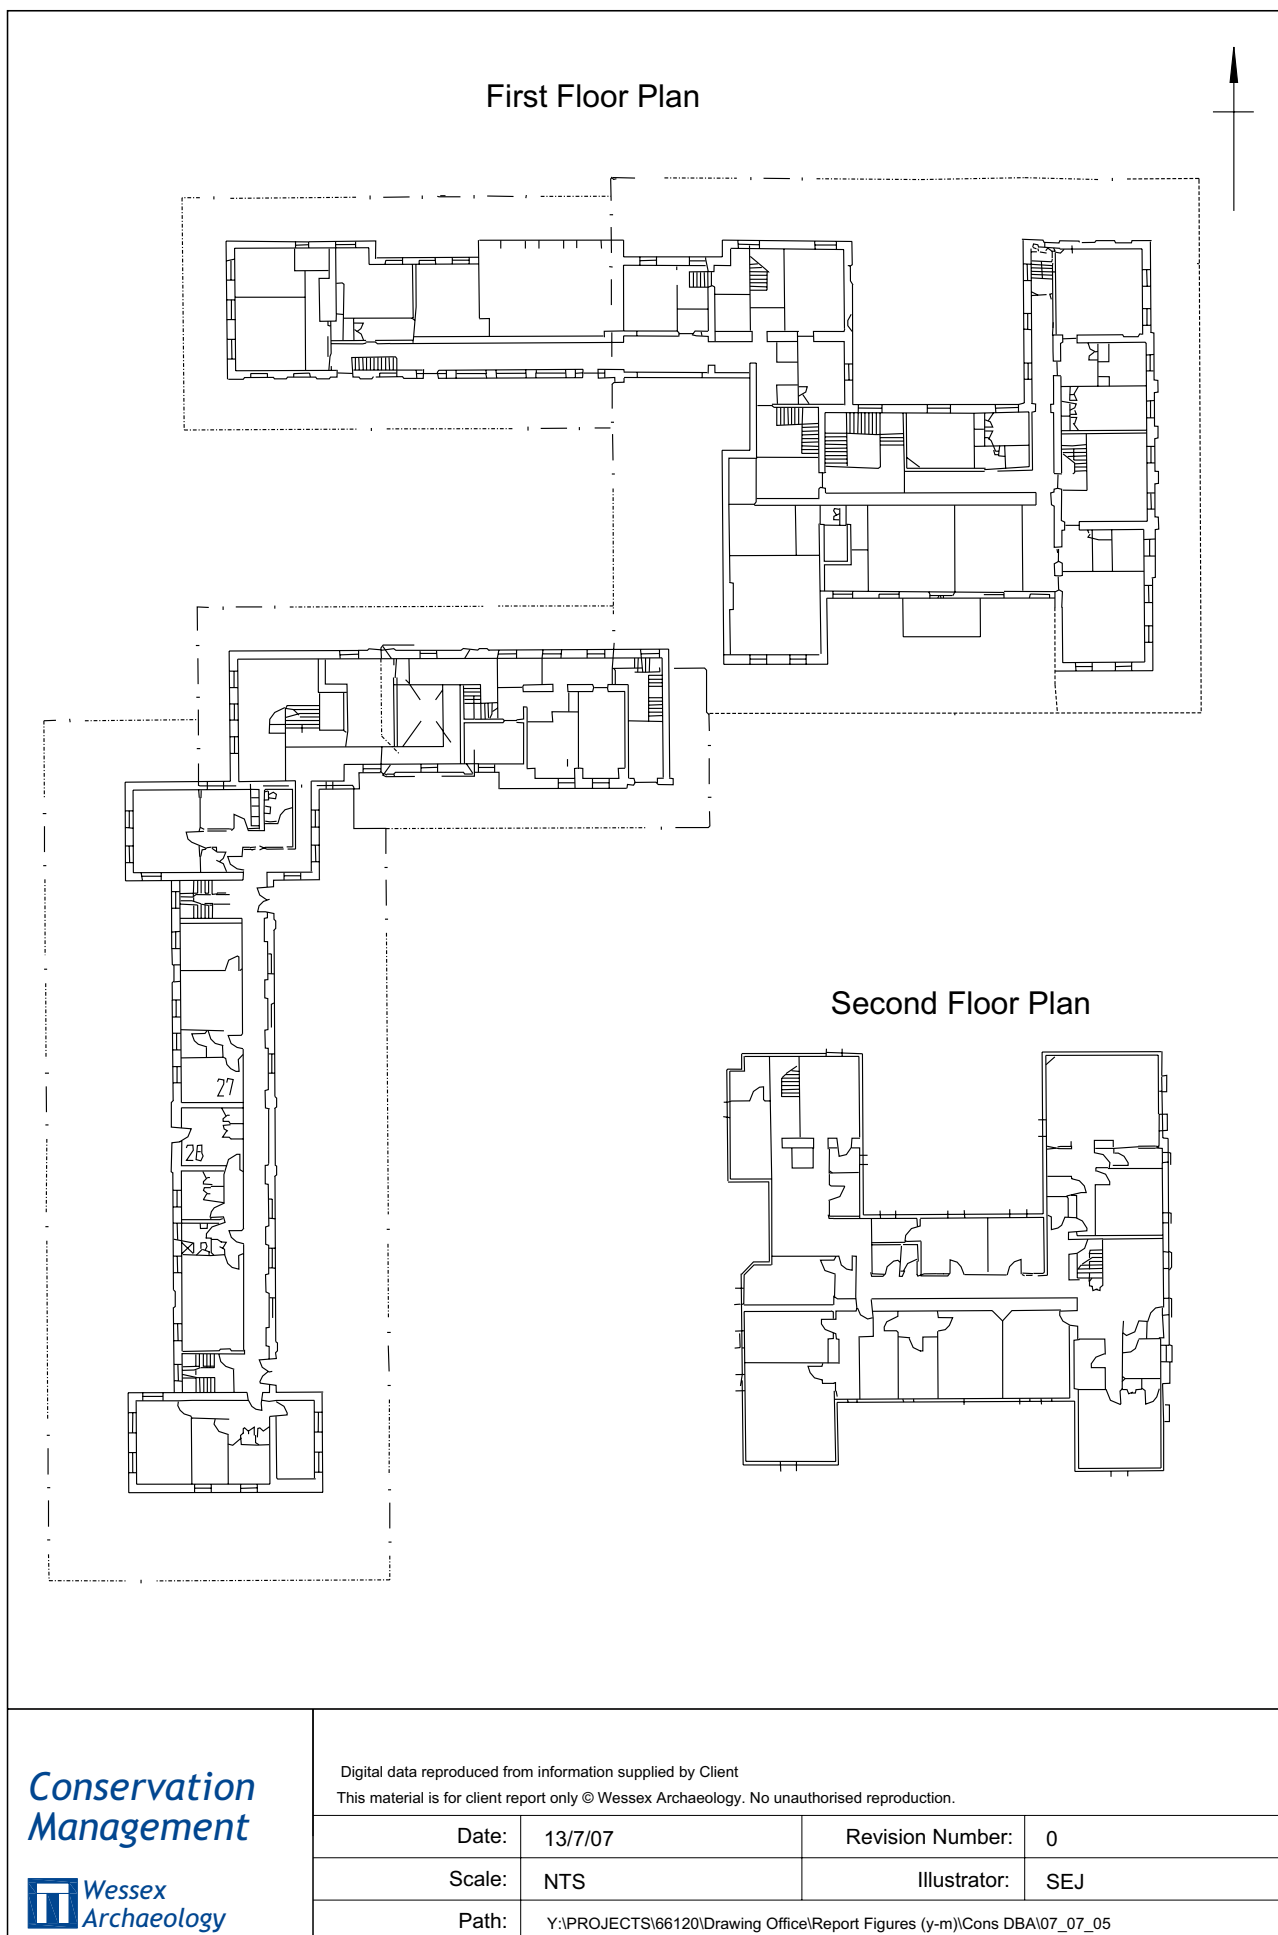 First Floor Plan
27
28
Second Floor Plan
Conservation
Management
Wessex
Archaeology
Digital data reproduced from information supplied by Client
This material is for client report only © Wessex Archaeology. No unauthorised reproduction.
Date: 13/7/07 Revision Number: 0
Scale: NTS Illustrator: SEJ
Path: Y:\PROJECTS\66120\Drawing Office\Report Figures (y-m)\Cons DBA\07_07_05